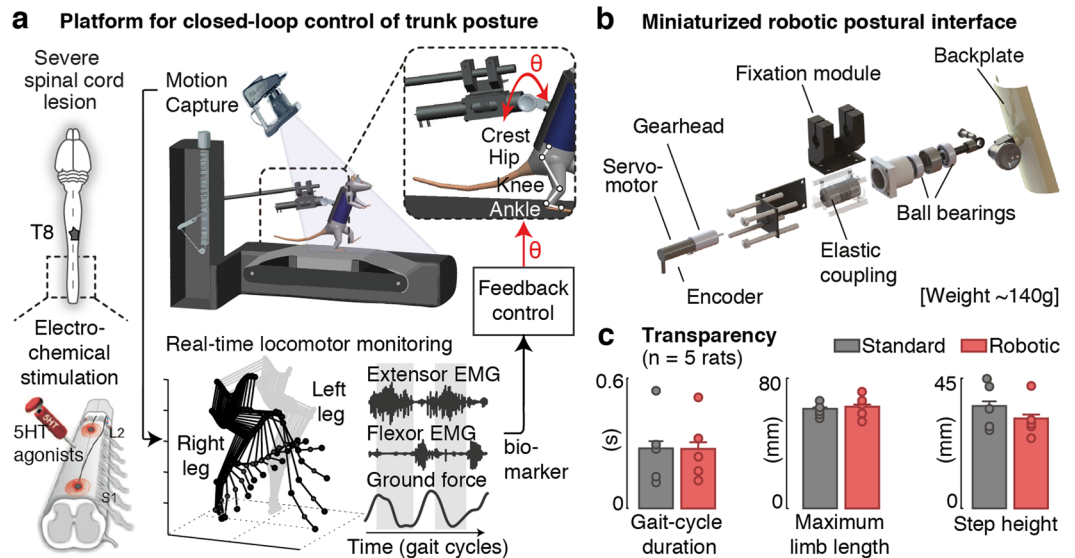 a Platform for closed-loop control of trunk posture
Severe
spinal cord
lesion
T8
Electro-
chemical
stimulation
5HT
5HT
agonists
L2
S1
Motion
Capture
θ
Crest
Hip
Knee
Ankle
θ
Feedback
control
Real-time locomotor monitoring
Left
leg
Right
leg
Extensor EMG
Flexor EMG
Ground force
Time (gait cycles)
bio-
marker
b Miniaturized robotic postural interface
Backplate
Fixation module
Gearhead
Servo-
motor
Ball bearings
Elastic
coupling
Encoder
[Weight ~140g]
c Transparency
(n = 5 rats)
Standard Robotic
0.6
(s)
0
Gait-cycle
duration
80
(mm)
0
Maximum
limb length
45
(mm)
0
Step height